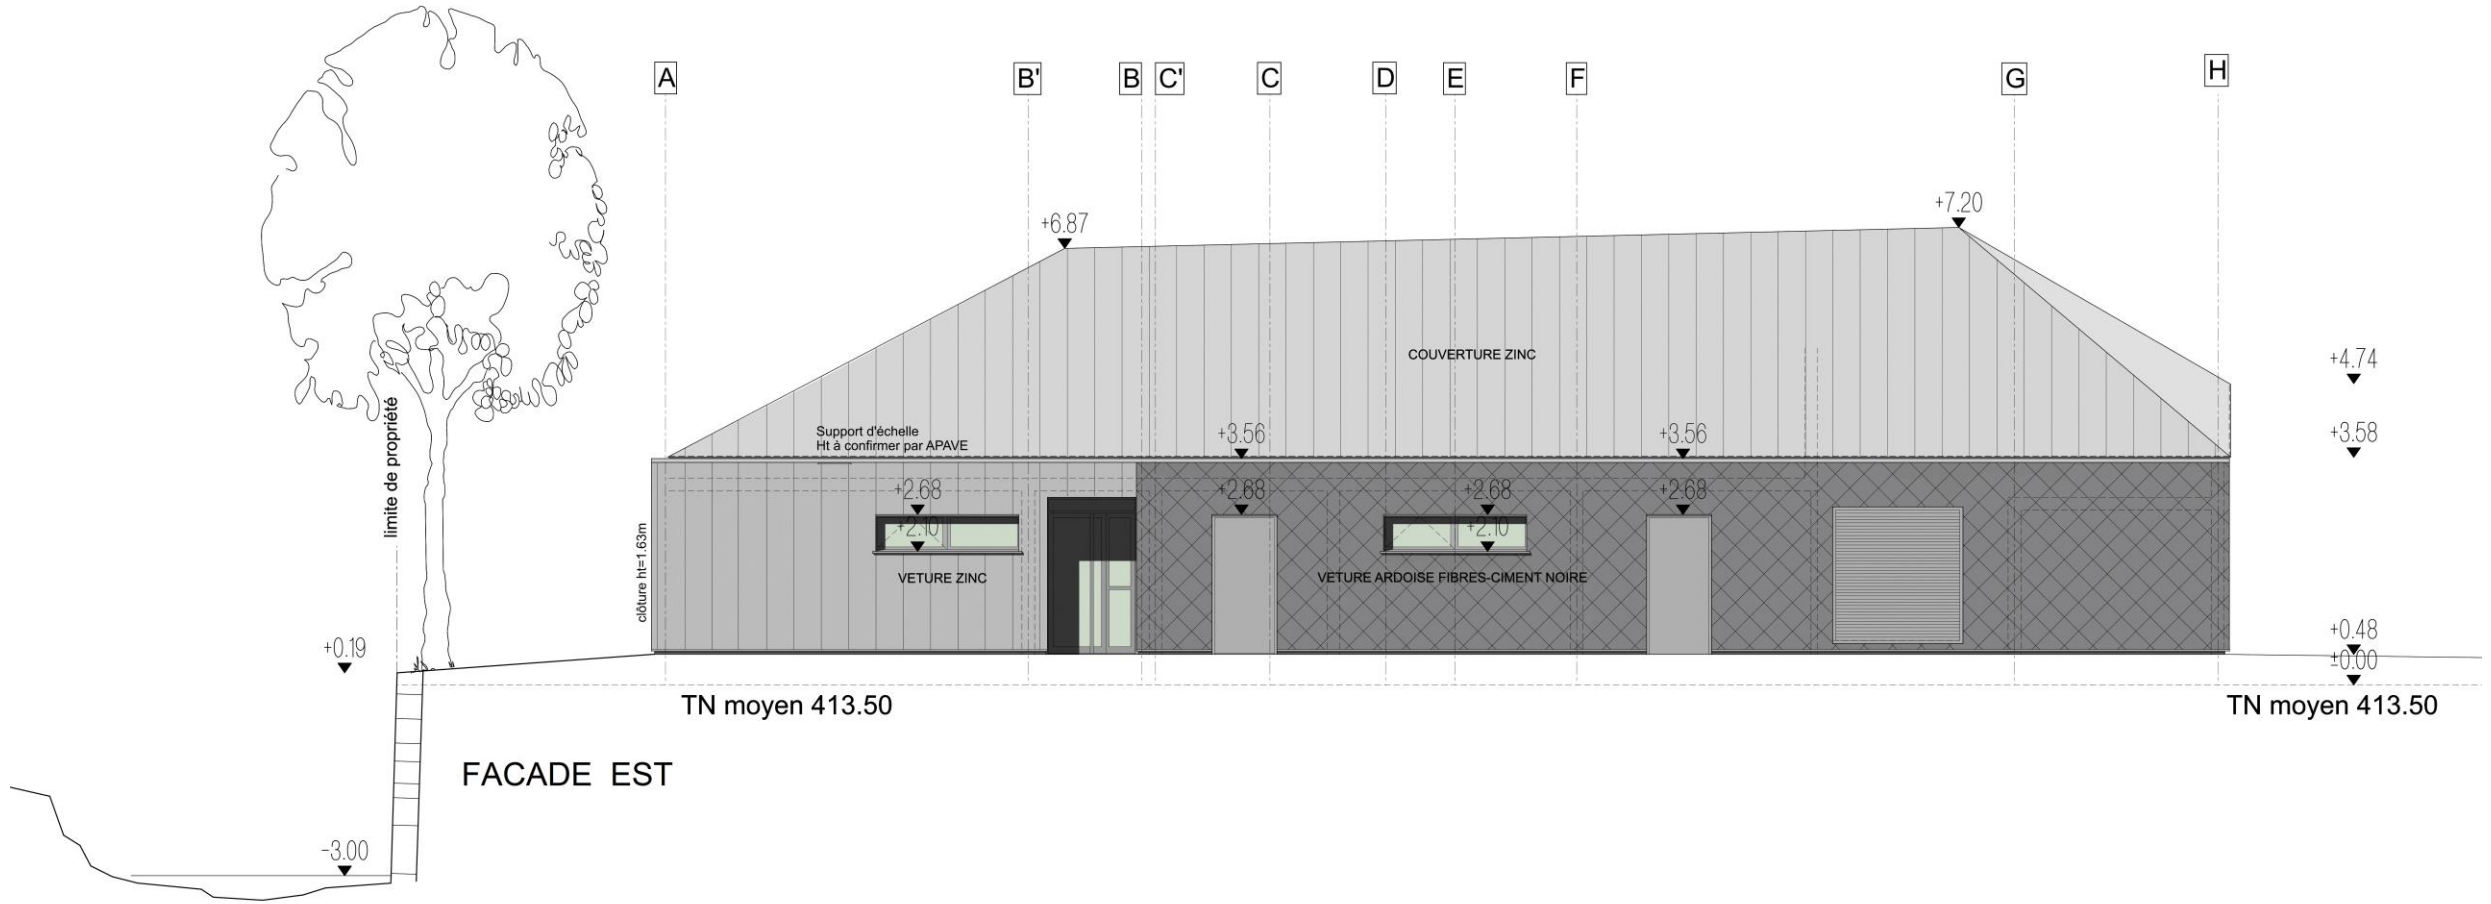 A
B'
B
C'
C
D
E
F
G
H
+6.87
+7.20
COUVERTURE ZINC
+4.74
+3.58
Support d'échelle
Ht à confirmer par APAVE
+3.56
+3.56
limite de propriété
+2.68
+2.68
+2.68
+2.68
+2.10
+2.10
clôture ht=1.63m
VETURE ZINC
VETURE ARDOISE FIBRES-CIMENT NOIRE
+0.19
+0.48
±0.00
TN moyen 413.50
TN moyen 413.50
FACADE EST
-3.00